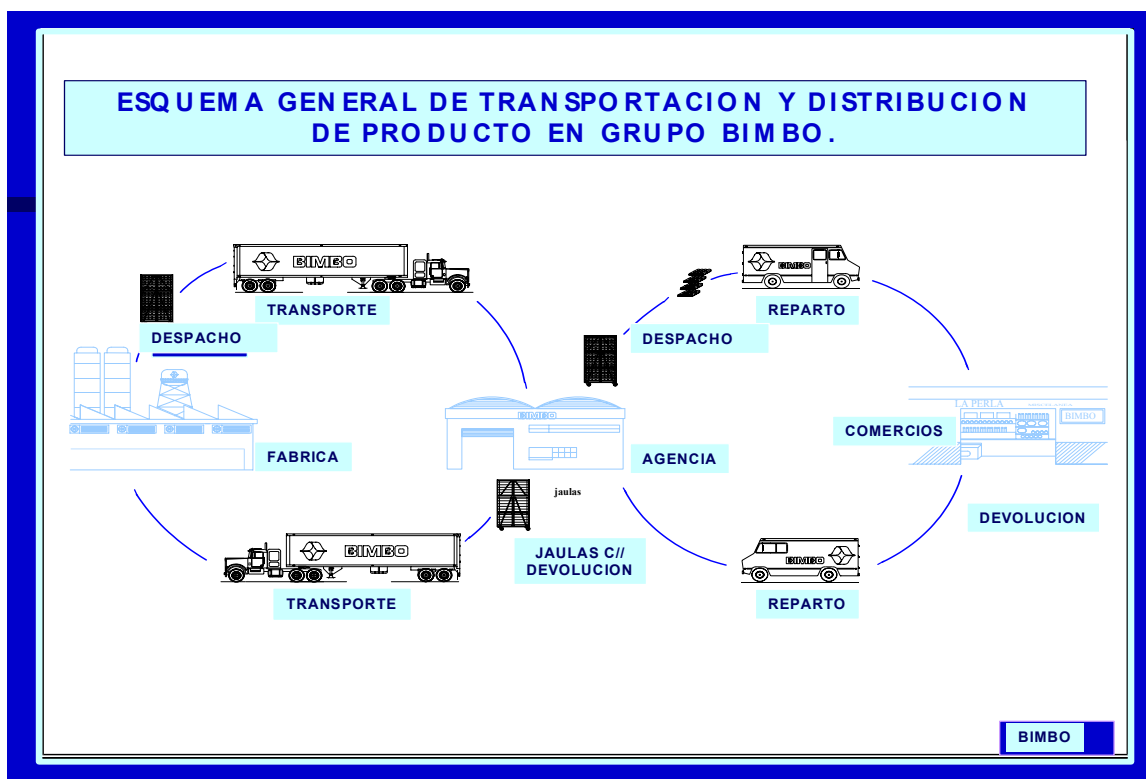 ESQUEMA GENERAL DE TRANSPORTACION Y DISTRIBUCION
DE PRODUCTO EN GRUPO BIMBO.
BIMBO
TRANSPORTE
DESPACHO
BIMBO
REPARTO
DESPACHO
FABRICA
BIMBO
AGENCIA
COMERCIOS
LA PERLA
BIMBO
jaulas
JAULAS C//
DEVOLUCION
DEVOLUCION
BIMBO
TRANSPORTE
BIMBO
REPARTO
BIMBO